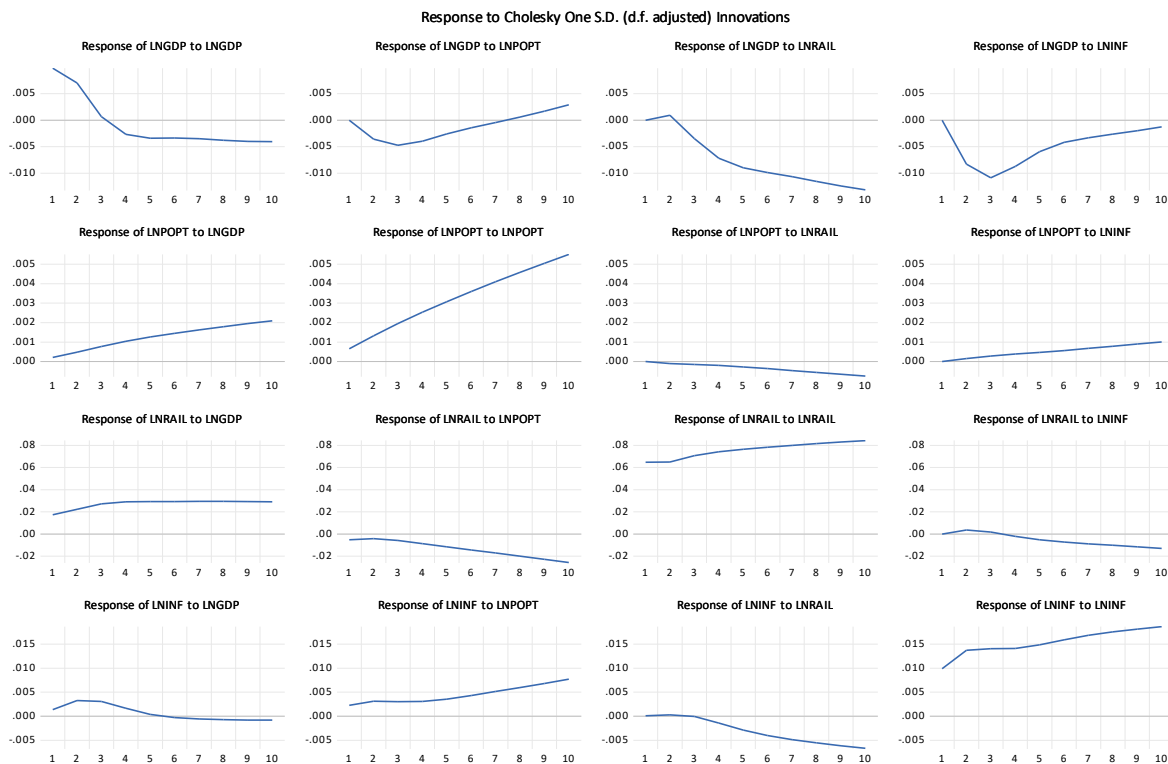 Response to Cholesky One S.D. (d.f. adjusted) Innovations
Response of LNGDP to LNGDP
.005
.000
-.005
-.010
1 2 3 4 5 6 7 8 9 10
Response of LNGDP to LNPOPT
.005
.000
-.005
-.010
1 2 3 4 5 6 7 8 9 10
Response of LNGDP to LNRAIL
.005
.000
-.005
-.010
1 2 3 4 5 6 7 8 9 10
Response of LNGDP to LNINF
.005
.000
-.005
-.010
1 2 3 4 5 6 7 8 9 10
Response of LNPOPT to LNGDP
.005
.004
.003
.002
.001
.000
1 2 3 4 5 6 7 8 9 10
Response of LNPOPT to LNPOPT
.005
.004
.003
.002
.001
.000
1 2 3 4 5 6 7 8 9 10
Response of LNPOPT to LNRAIL
.005
.004
.003
.002
.001
.000
1 2 3 4 5 6 7 8 9 10
Response of LNPOPT to LNINF
.005
.004
.003
.002
.001
.000
1 2 3 4 5 6 7 8 9 10
Response of LNRAIL to LNGDP
.08
.06
.04
.02
.00
-.02
1 2 3 4 5 6 7 8 9 10
Response of LNRAIL to LNPOPT
.08
.06
.04
.02
.00
-.02
1 2 3 4 5 6 7 8 9 10
Response of LNRAIL to LNRAIL
.08
.06
.04
.02
.00
-.02
1 2 3 4 5 6 7 8 9 10
Response of LNRAIL to LNINF
.08
.06
.04
.02
.00
-.02
1 2 3 4 5 6 7 8 9 10
Response of LNINF to LNGDP
.015
.010
.005
.000
-.005
1 2 3 4 5 6 7 8 9 10
Response of LNINF to LNPOPT
.015
.010
.005
.000
-.005
1 2 3 4 5 6 7 8 9 10
Response of LNINF to LNRAIL
.015
.010
.005
.000
-.005
1 2 3 4 5 6 7 8 9 10
Response of LNINF to LNINF
.015
.010
.005
.000
-.005
1 2 3 4 5 6 7 8 9 10